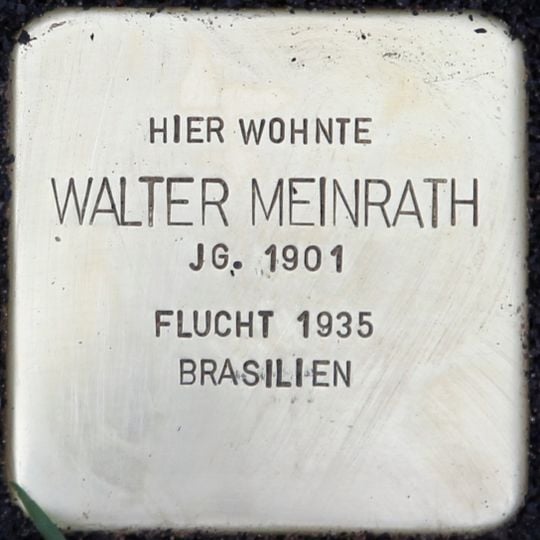 HIER WOHNTE
WALTER MEINRATH
JG. 1901
FLUCHT 1935
BRASILIEN